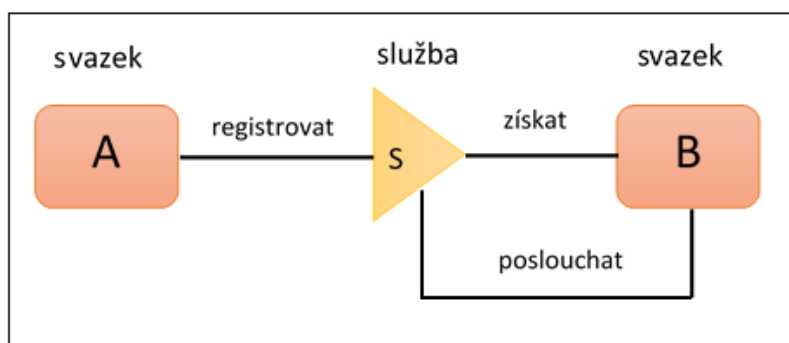 svazek
služba
svazek
A
registrovat
S
získat
B
poslouchat